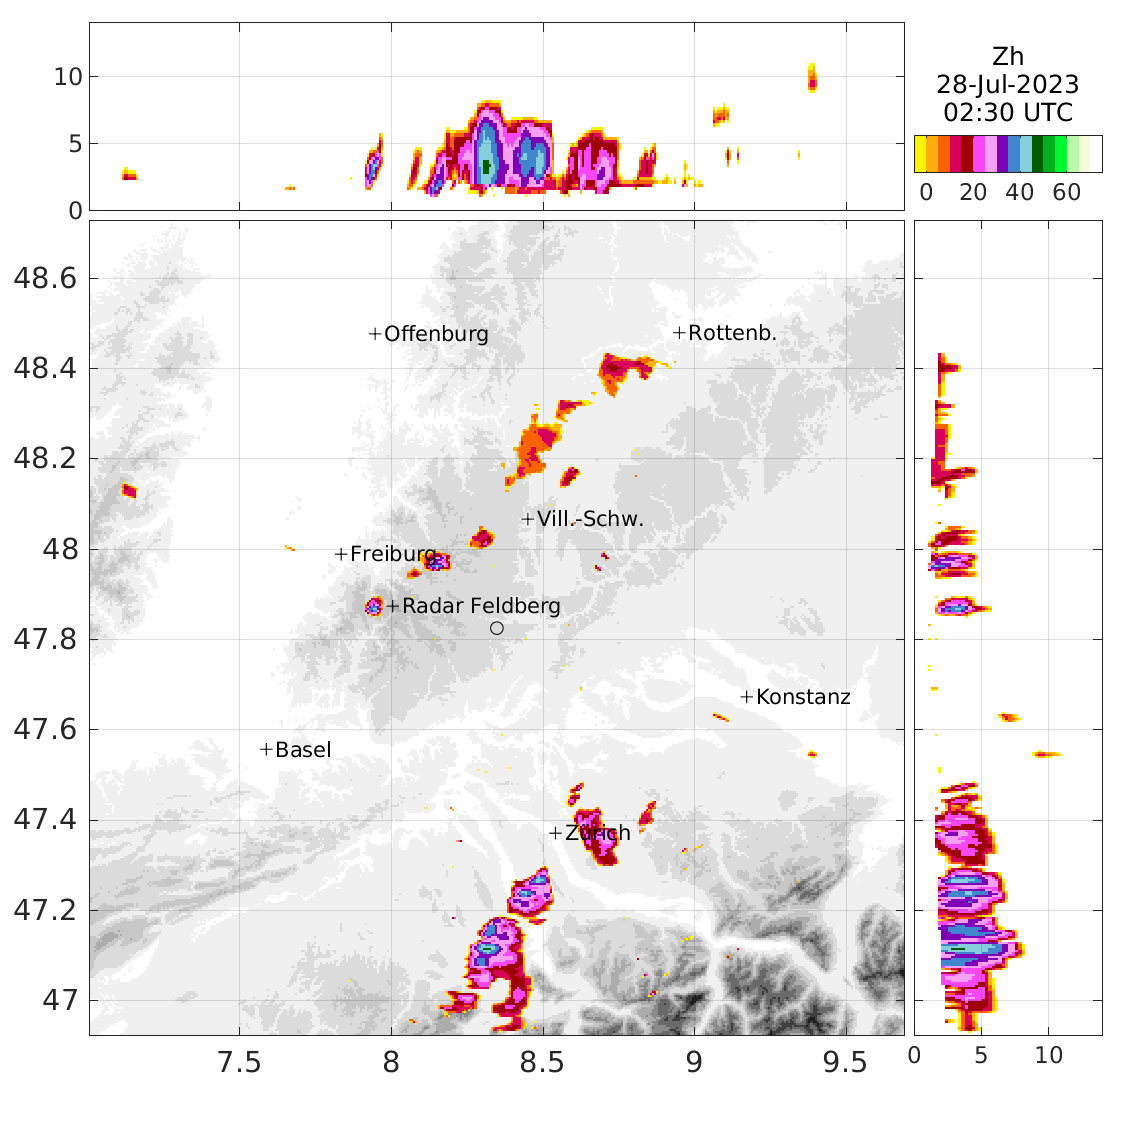 Zh
28-Jul-2023
02:30 UTC
0 20 40 60
10
5
0
48.6
48.4
48.2
48
47.8
47.6
47.4
47.2
47
Offenburg
Rottenb.
Vill.-Schw.
Freiburg
Radar Feldberg
Konstanz
Basel
Zürich
7.5 8 8.5 9 9.5
0 5 10